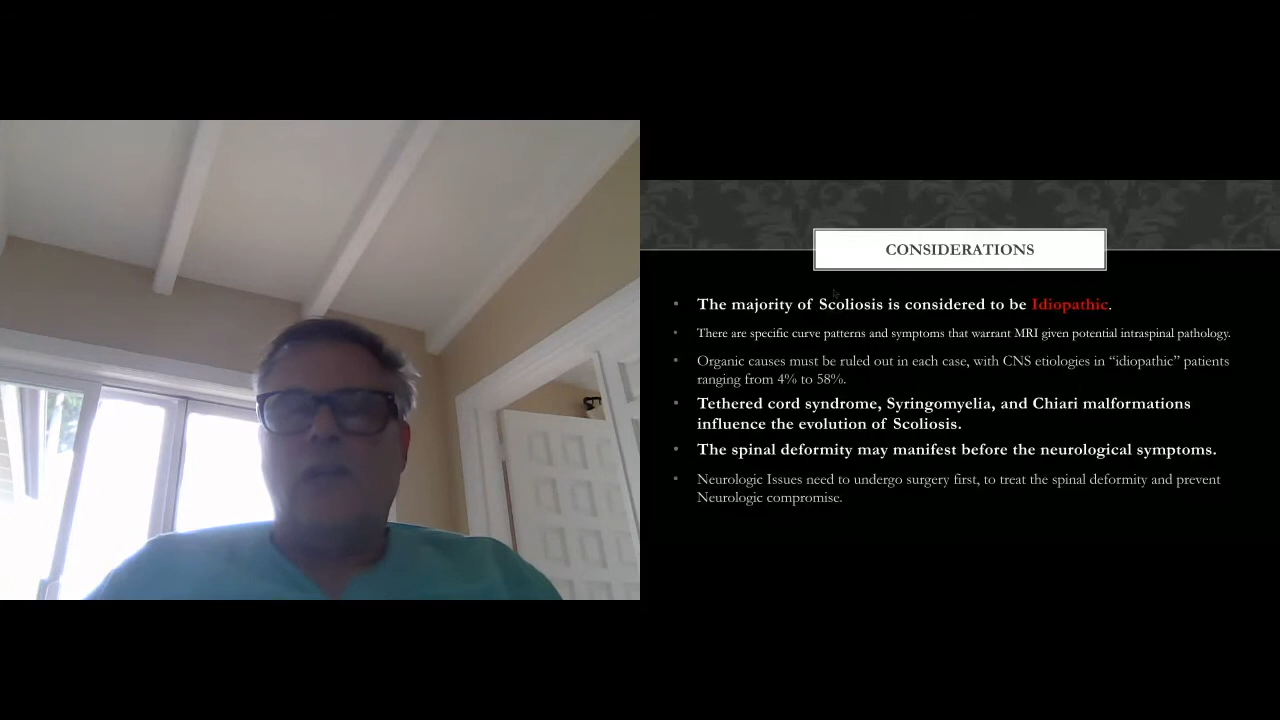 CONSIDERATIONS
• The majority of Scoliosis is considered to be Idiopathic.
• There are specific curve patterns and symptoms that warrant MRI given potential intraspinal pathology.
• Organic causes must be ruled out in each case, with CNS etiologies in “idiopathic” patients
ranging from 4% to 58%.
• Tethered cord syndrome, Syringomyelia, and Chiari malformations
influence the evolution of Scoliosis.
• The spinal deformity may manifest before the neurological symptoms.
• Neurologic Issues need to undergo surgery first, to treat the spinal deformity and prevent
Neurologic compromise.